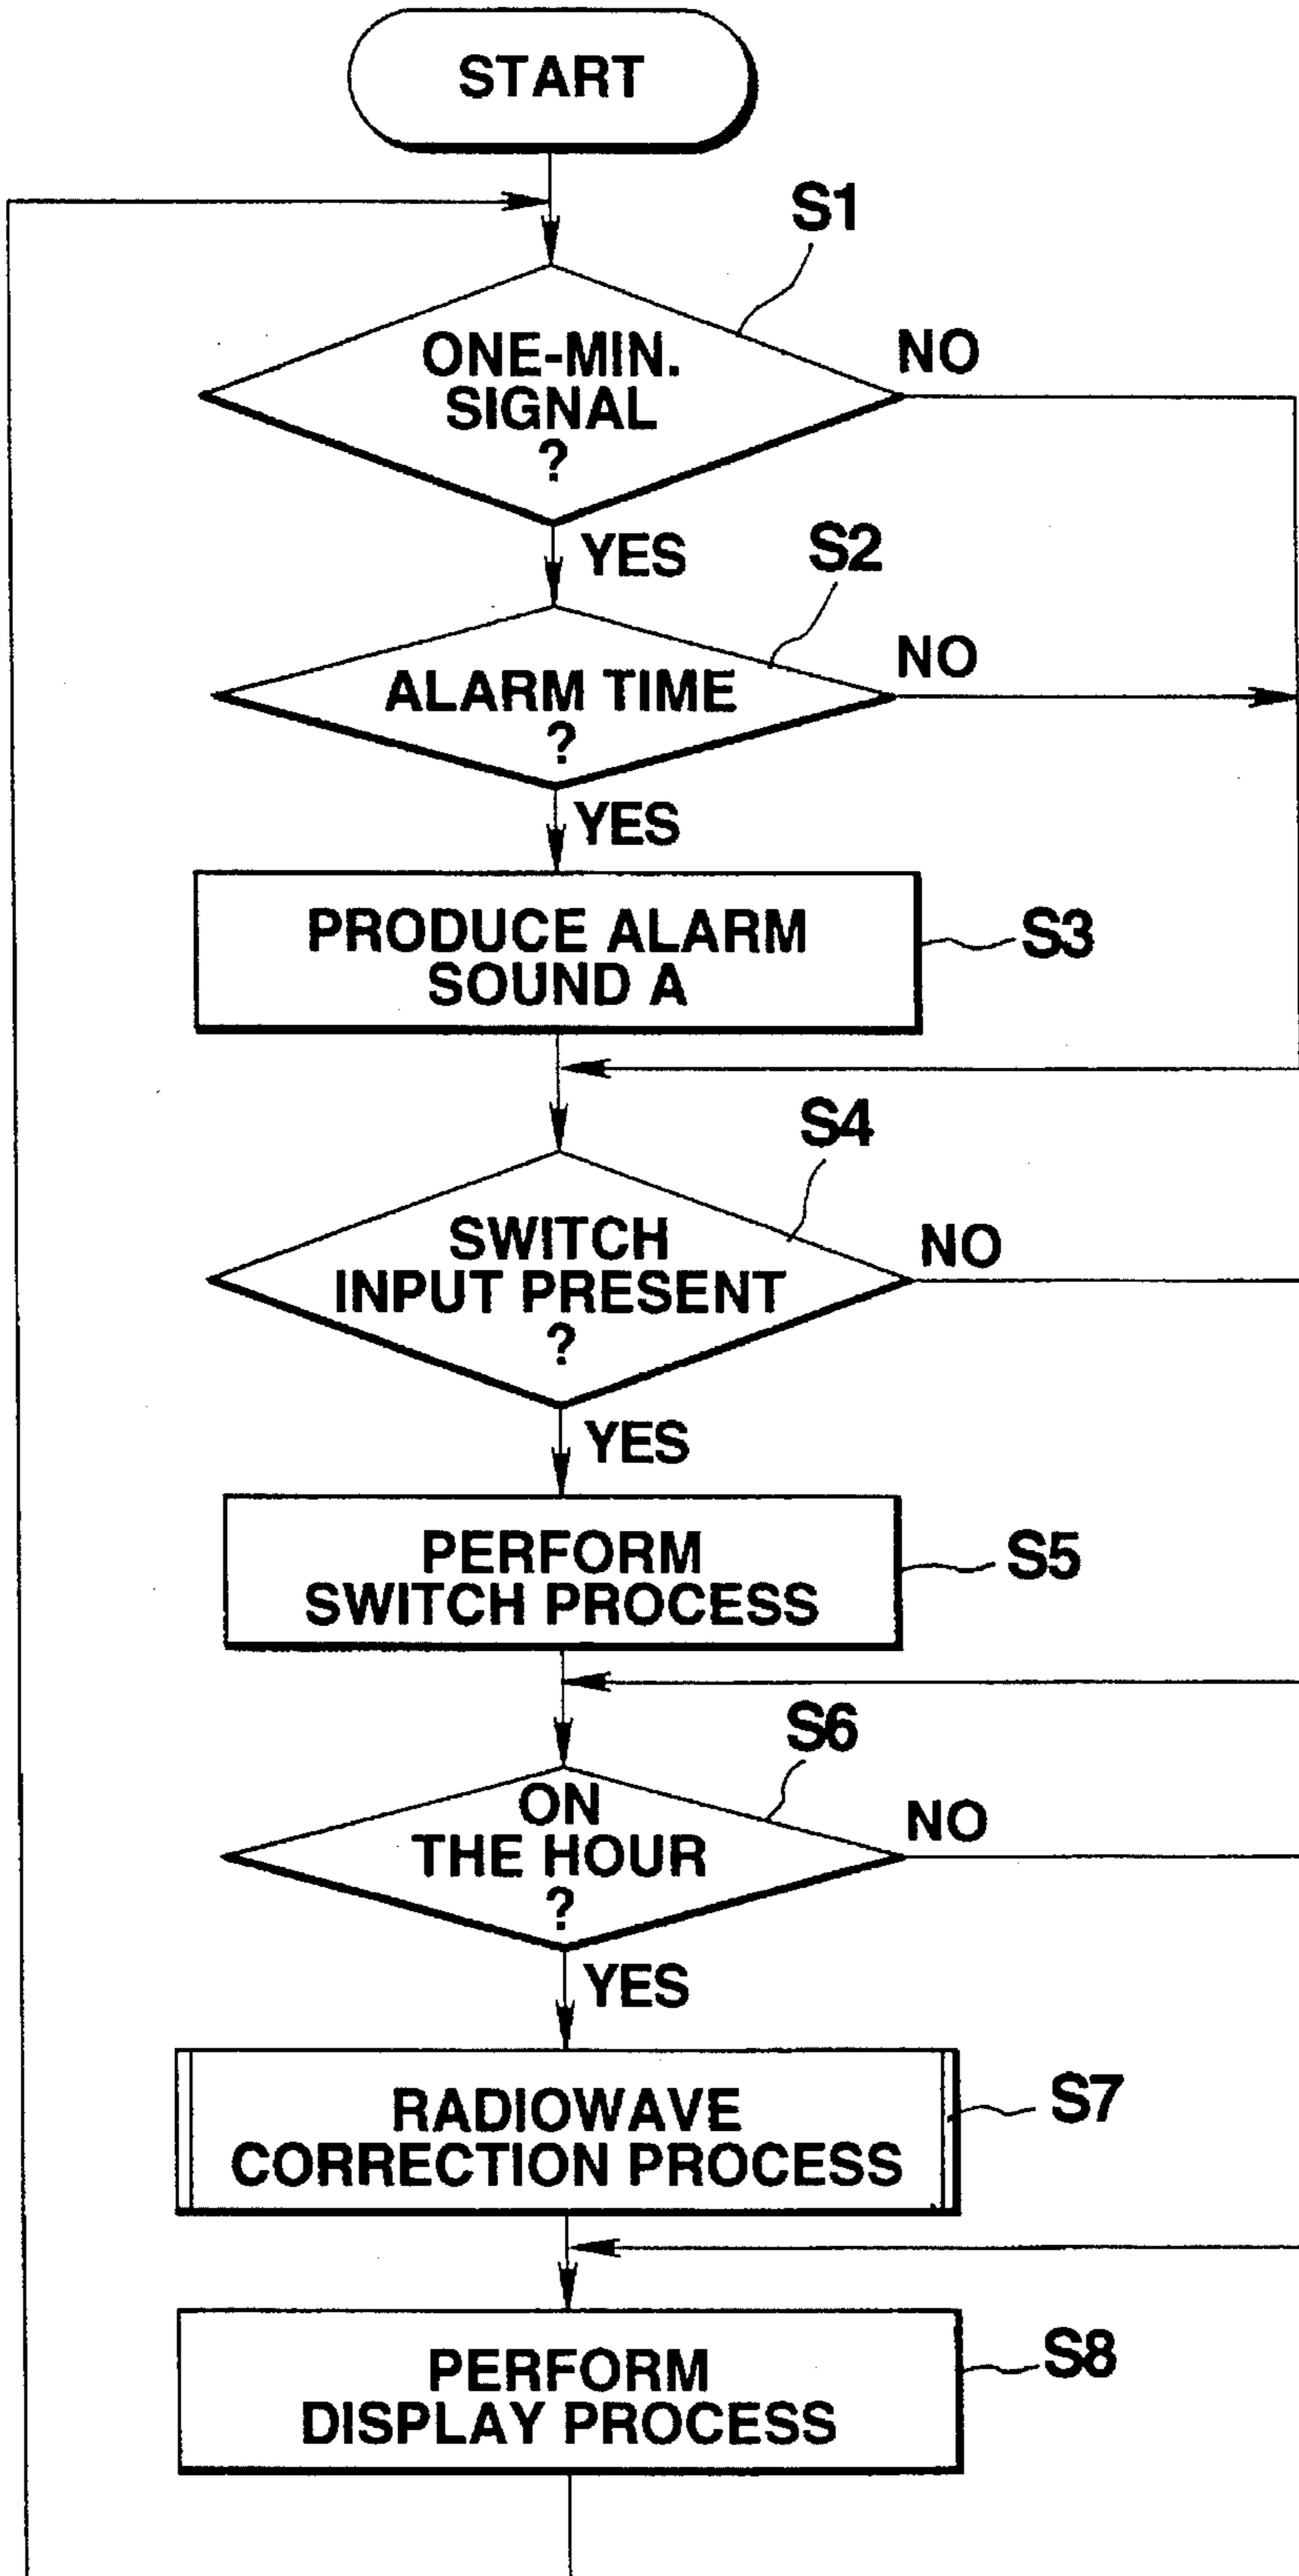 START
S1
ONE-MIN.
SIGNAL
?
NO
YES
S2
ALARM TIME
?
NO
YES
PRODUCE ALARM
SOUND A
S3
S4
SWITCH
INPUT PRESENT
?
NO
YES
PERFORM
SWITCH PROCESS
S5
S6
ON
THE HOUR
?
NO
YES
RADIOWAVE
CORRECTION PROCESS
S7
PERFORM
DISPLAY PROCESS
S8